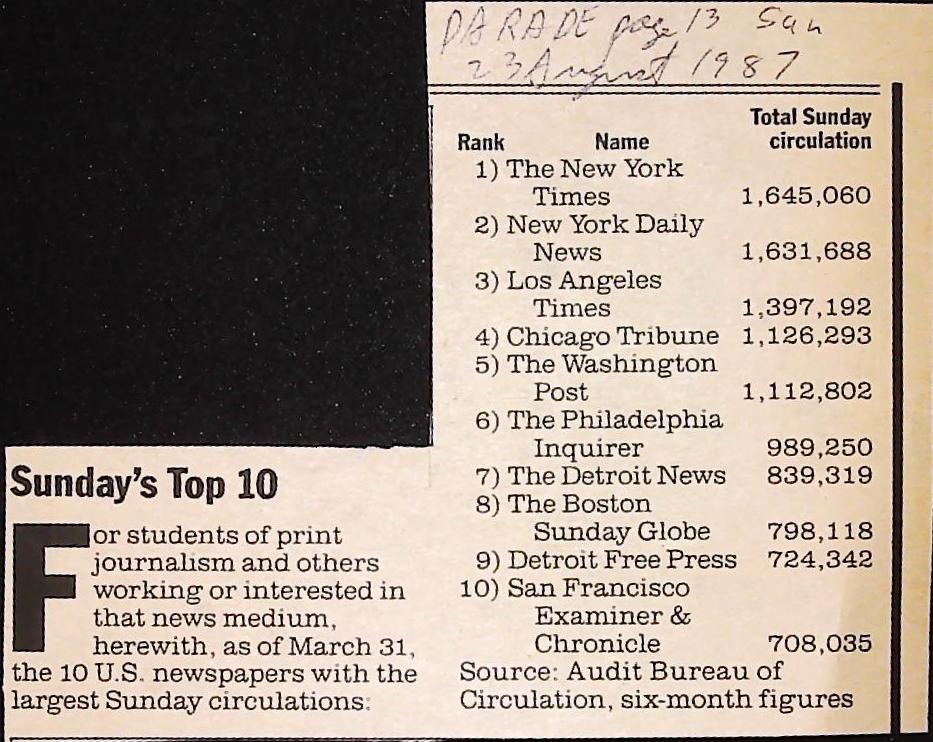 PARADE page 13 Sun
23 August 1987
Sunday's Top 10
For students of print
journalism and others
working or interested in
that news medium,
herewith, as of March 31,
the 10 U.S. newspapers with the
largest Sunday circulations:
Total Sunday
Rank Name circulation
1) The New York
Times 1,645,060
2) New York Daily
News 1,631,688
3) Los Angeles
Times 1,397,192
4) Chicago Tribune 1,126,293
5) The Washington
Post 1,112,802
6) The Philadelphia
Inquirer 989,250
7) The Detroit News 839,319
8) The Boston
Sunday Globe 798,118
9) Detroit Free Press 724,342
10) San Francisco
Examiner &
Chronicle 708,035
Source: Audit Bureau of
Circulation, six-month figures